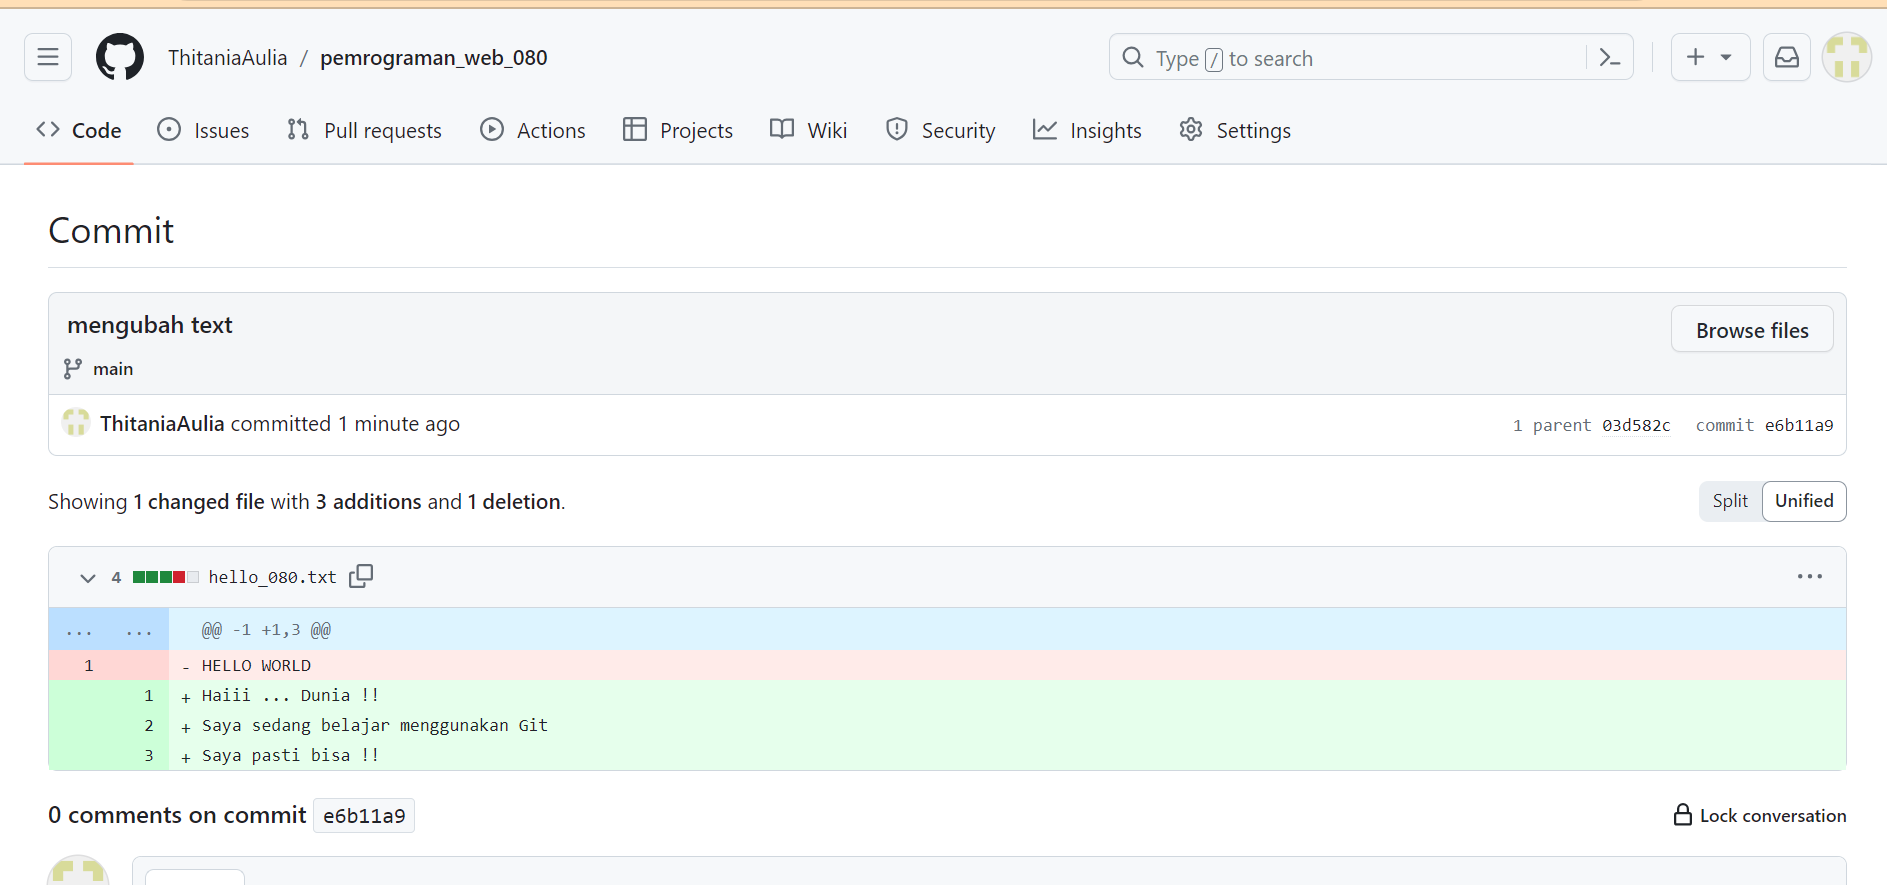 ThitaniaAulia / pemrograman_web_080
Type / to search
Code Issues Pull requests Actions Projects Wiki Security Insights Settings
Commit
mengubah text
Browse files
main
ThitaniaAulia committed 1 minute ago
1 parent 03d582c commit e6b11a9
Showing 1 changed file with 3 additions and 1 deletion.
Split Unified
4 hello_080.txt
... ... @@ -1 +1,3 @@
1 - HELLO WORLD
1 + Haiii ... Dunia !!
2 + Saya sedang belajar menggunakan Git
3 + Saya pasti bisa !!
0 comments on commit e6b11a9
Lock conversation